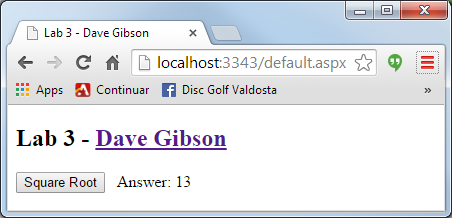 Lab 3 - Dave Gibson
localhost:3343/default.aspx
Apps Continuar Disc Golf Valdosta »
Lab 3 - Dave Gibson
Square Root Answer: 13